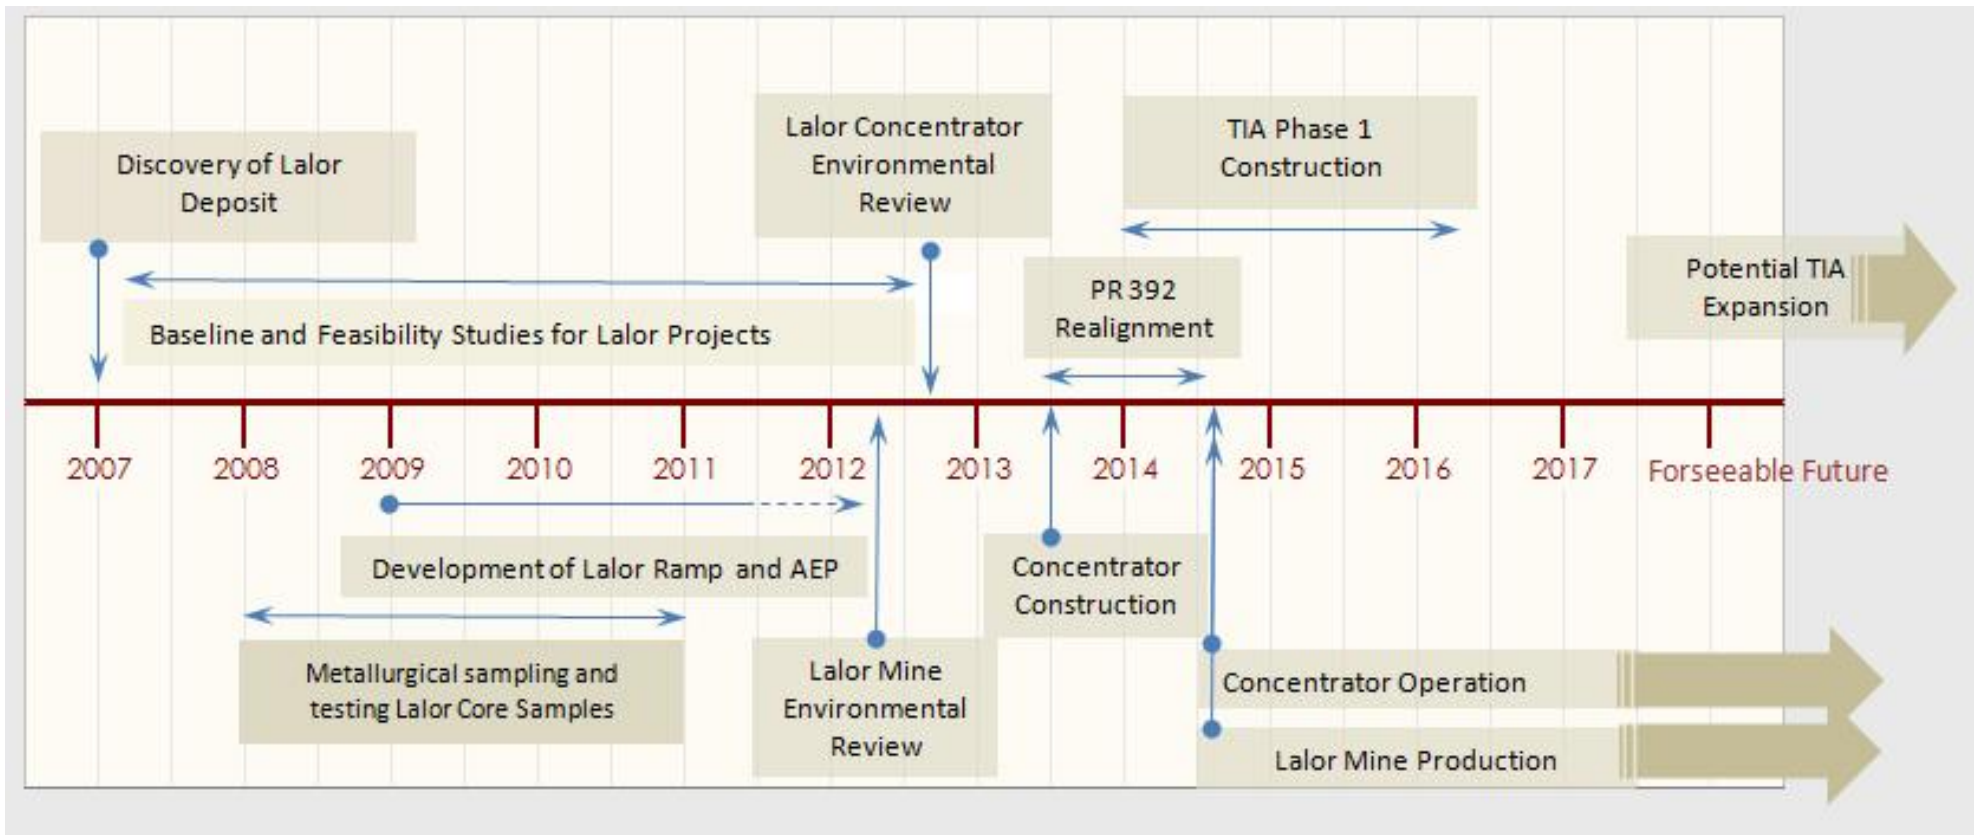 Discovery of Lalor
Deposit
Lalor Concentrator
Environmental
Review
TIA Phase 1
Construction
Baseline and Feasibility Studies for Lalor Projects
PR 392
Realignment
Potential TIA
Expansion
2007 2008 2009 2010 2011 2012 2013 2014 2015 2016 2017 Forseeable Future
Development of Lalor Ramp and AEP
Metallurgical sampling and
testing Lalor Core Samples
Lalor Mine
Environmental
Review
Concentrator
Construction
Concentrator Operation
Lalor Mine Production